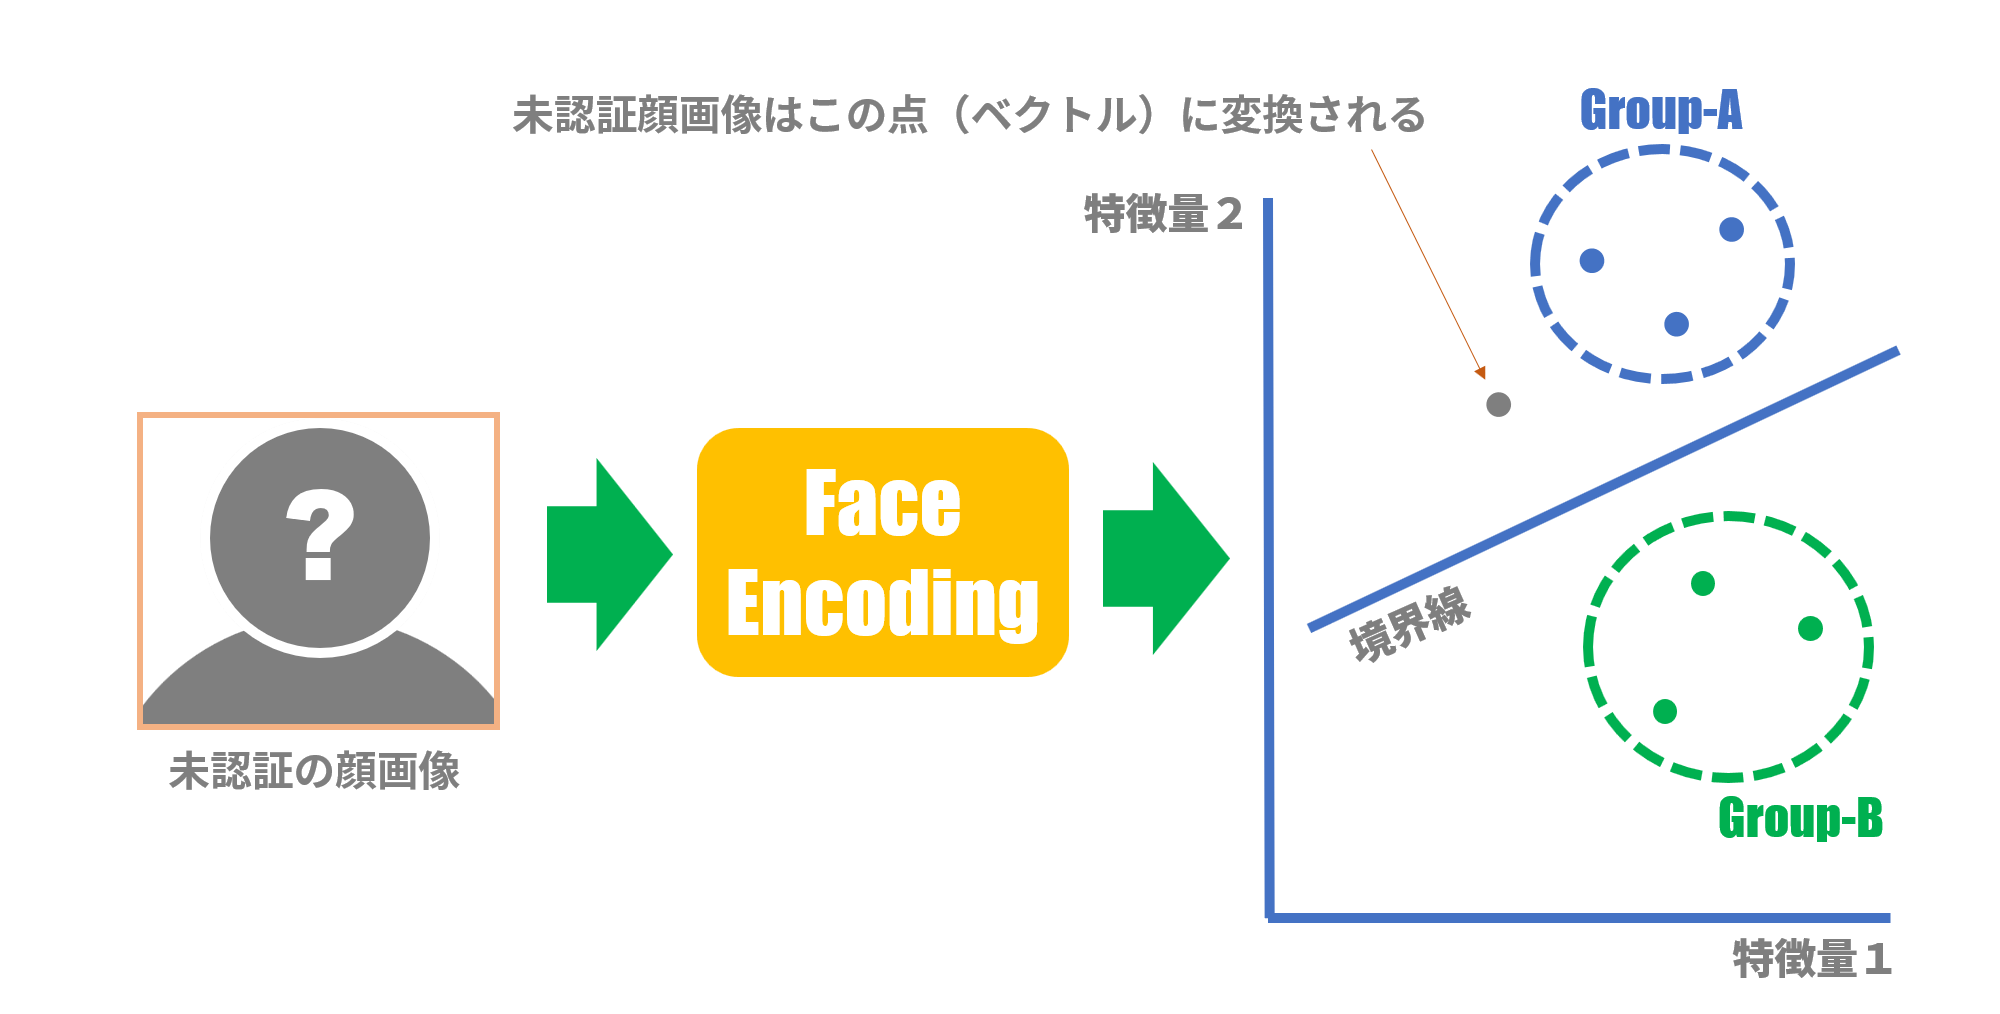 未認証顔画像はこの点（ベクトル）に変換される
Group-A
特徴量２
?
Face
Encoding
境界線
未認証の顔画像
Group-B
特徴量１